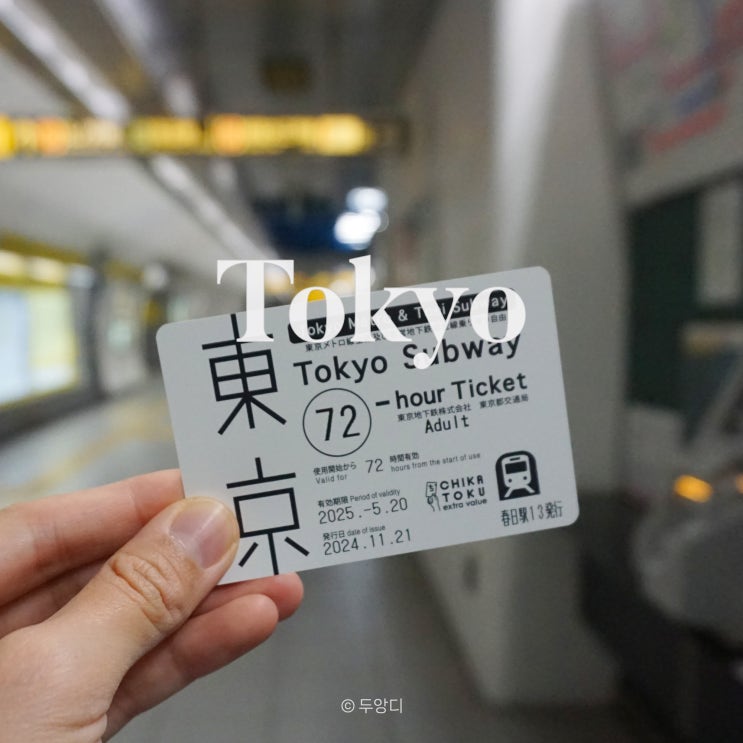 Tokyo
東京
Tokyo Metro & Toei Subway
Tokyo Subway
72 -hour Ticket
東京地下鉄株式会社 東京都交通局
Adult
使用開始から 72 時間有効
Valid for hours from the start of use
有効期限 Period of validity
2025.-5.20
CHIKA
TOKU
extra value
発行日 date of issue
2024.11.21
春日駅13発行
© 두앙디